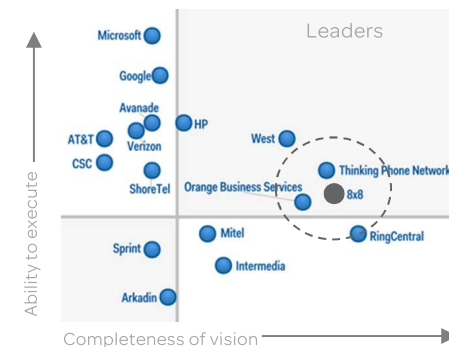 Leaders
Microsoft
Google
Avanade
HP
AT&T
Verizon
West
CSC
ShoreTel
Thinking Phone Network
Orange Business Services
8x8
Mitel
RingCentral
Sprint
Intermedia
Arkadin
Ability to execute
Completeness of vision